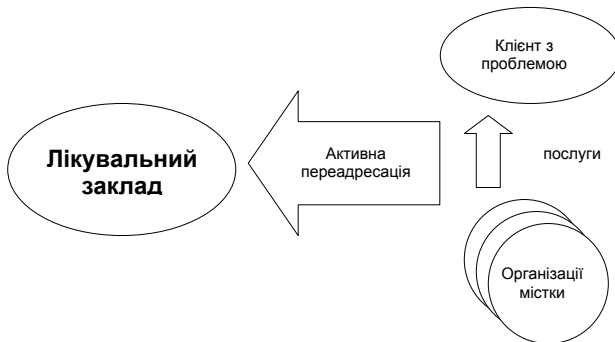 Клієнт з
проблемою
Лікувальний
заклад
Активна
переадресація
послуги
Організації
містки